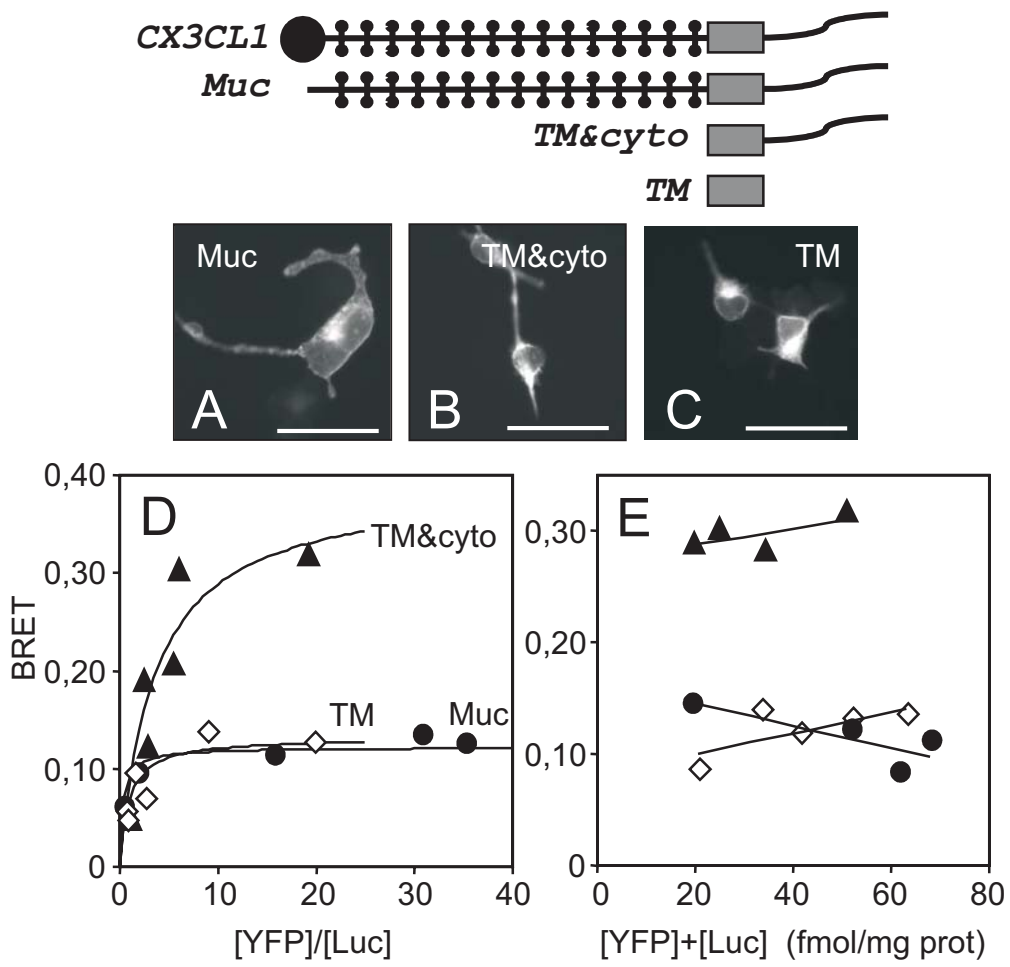 CX3CL1
Muc
TM&cyto
TM
Muc
TM&cyto
TM
A
B
C
0,40
0,30
0,20
0,10
0
BRET
D
TM&cyto
TM
Muc
0 10 20 30 40
[YFP]/[Luc]
E
0,30
0,20
0,10
0
0 20 40 60 80
[YFP]+[Luc] (fmol/mg prot)